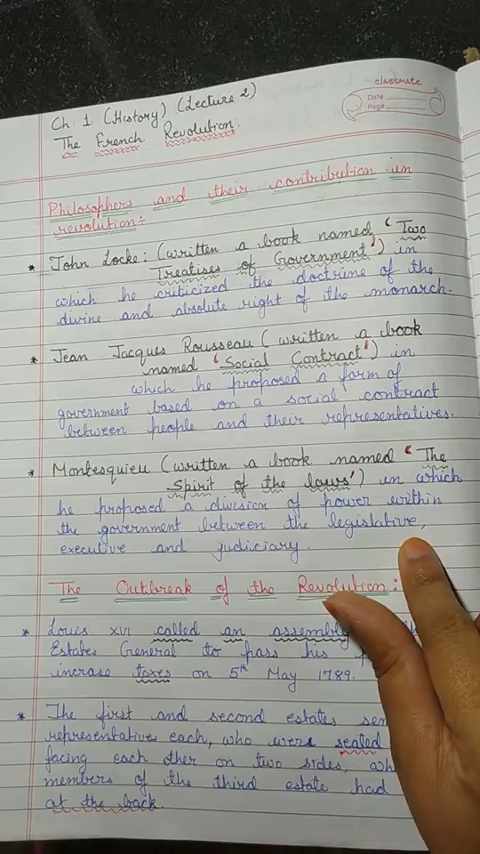 classmate
Date
Page
Ch. 1 (History) (Lecture 2)
The French Revolution.
Philosophers and their contribution in
revolution:-
* John Locke: (written a book named "Two
Treatises of Government") in
which he criticized the doctrine of the
divine and absolute right of the monarch.
* Jean Jacques Rousseau (written a book
named "Social Contract") in
which he proposed a form of
government based on a social contract
between people and their representatives.
* Montesquieu (written a book named "The
Spirit of the laws") in which
he proposed a division of power within
the government between the legislative,
executive and judiciary.
The Outbreak of the Revolution:
* Louis XVI called an assembly
Estates General to pass his
increase taxes on 5th May 1789.
* The first and second estates
representatives each, who were seated
facing each other on two sides,
members of the third estate had
at the back.